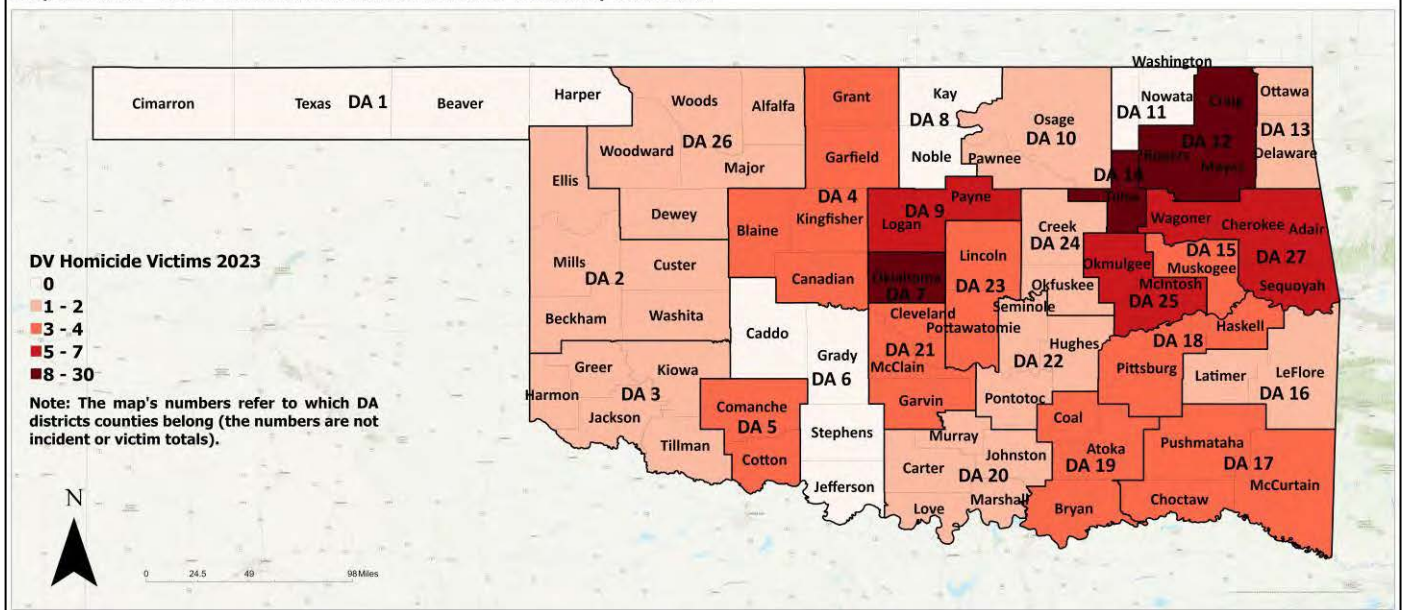 Washington
Cimarron
Texas
DA 1
Beaver
Harper
Woods
Alfalfa
Woodward
DA 26
Major
Grant
Garfield
DA 4
Kingfisher
Blaine
Canadian
Kay
DA 8
Noble
Osage
DA 10
Pawnee
Nowata
DA 11
Craig
DA 12
Rogers
Mayes
Ottawa
DA 13
Delaware
DA 14
Tulsa
Ellis
Dewey
Mills
DA 2
Custer
Beckham
Washita
Payne
DA 9
Logan
Creek
DA 24
Okfuskee
Wagoner
Cherokee
Adair
DA 27
Sequoyah
DA 15
Muskogee
Okmulgee
McIntosh
DA 25
Oklahoma
DA 7
Lincoln
DA 23
Pottawatomie
Cleveland
DA 21
McClain
Garvin
Seminole
Hughes
DA 22
Pontotoc
Haskell
DA 18
Pittsburg
Latimer
LeFlore
DA 16
Caddo
Grady
DA 6
Stephens
Jefferson
Greer
Kiowa
DA 3
Harmon
Jackson
Tillman
Comanche
DA 5
Cotton
Murray
Johnston
Carter
DA 20
Marshall
Love
Coal
Atoka
DA 19
Bryan
Pushmataha
DA 17
McCurtain
Choctaw
DV Homicide Victims 2023
0
1 - 2
3 - 4
5 - 7
8 - 30
Note: The map's numbers refer to which DA
districts counties belong (the numbers are not
incident or victim totals).
N
0 24.5 49 98 Miles